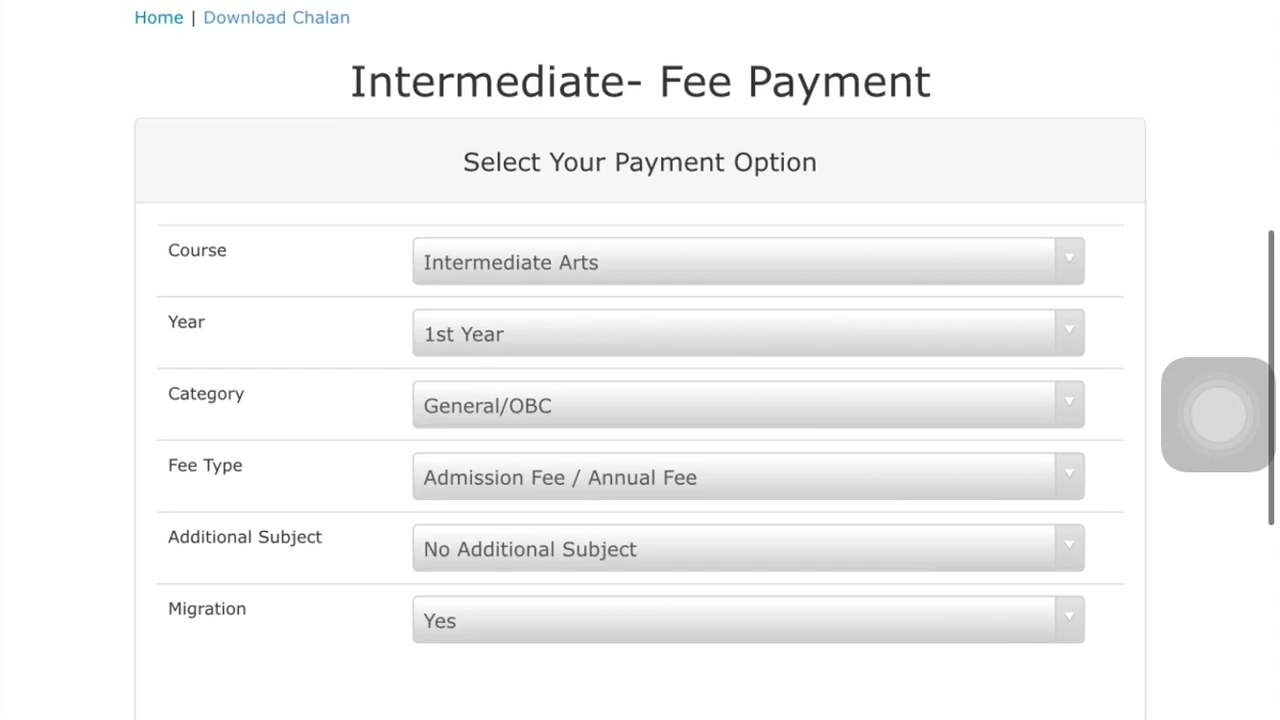 Home | Download Chalan
Intermediate- Fee Payment
Select Your Payment Option
Course
Intermediate Arts
Year
1st Year
Category
General/OBC
Fee Type
Admission Fee / Annual Fee
Additional Subject
No Additional Subject
Migration
Yes